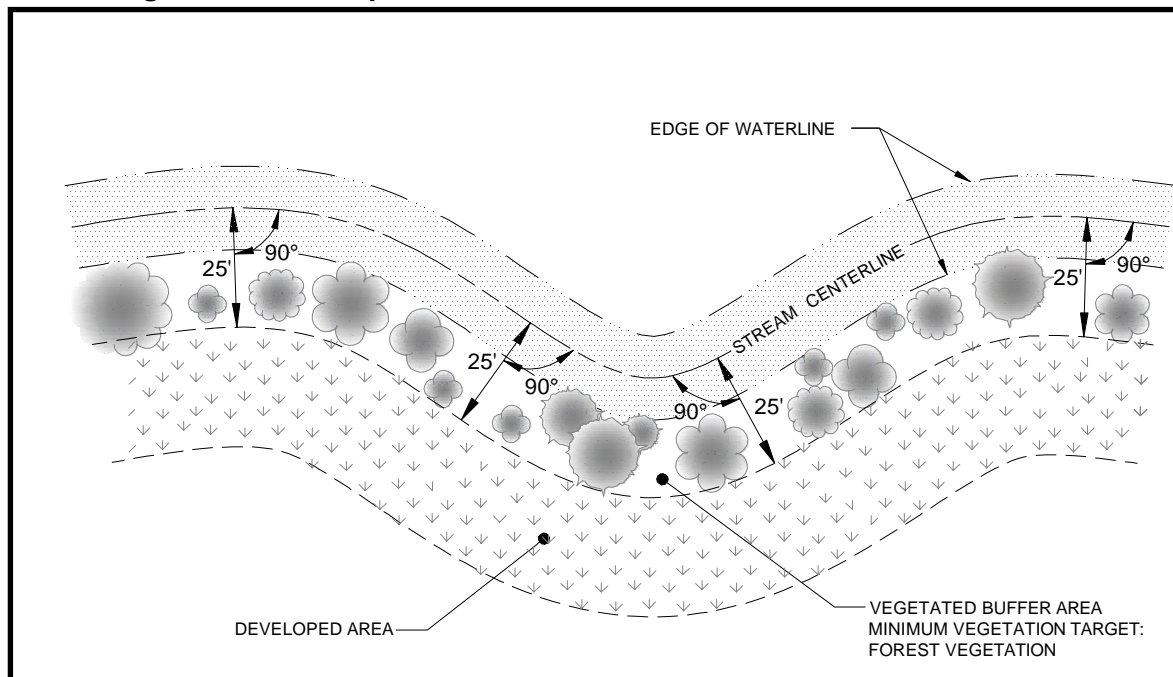 EDGE OF WATERLINE
STREAM CENTERLINE
25'
90°
25'
90°
25'
90°
25'
90°
DEVELOPED AREA
VEGETATED BUFFER AREA
MINIMUM VEGETATION TARGET:
FOREST VEGETATION